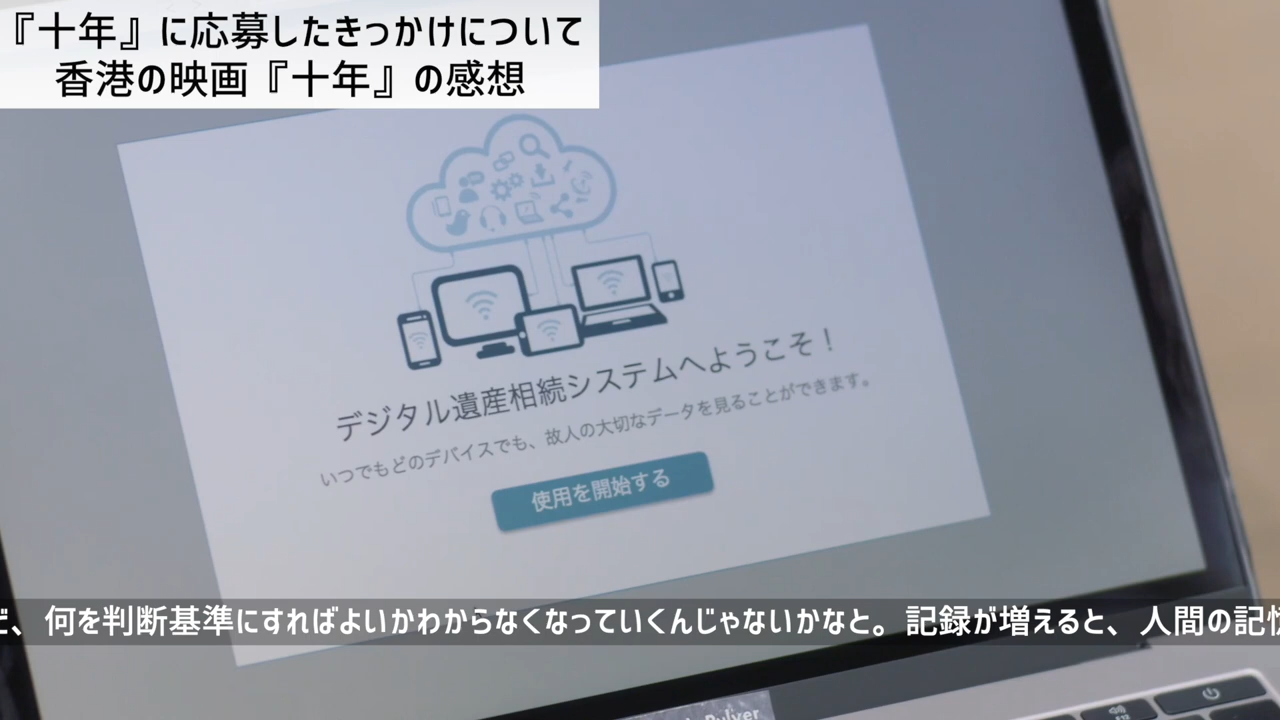 『十年』に応募したきっかけについて
香港の映画『十年』の感想
デジタル遺産相続システムへようこそ！
いつでもどのデバイスでも、故人の大切なデータを見ることができます。
使用を開始する
、何を判断基準にすればよいかわからなくなっていくんじゃないかなと。記録が増えると、人間の記